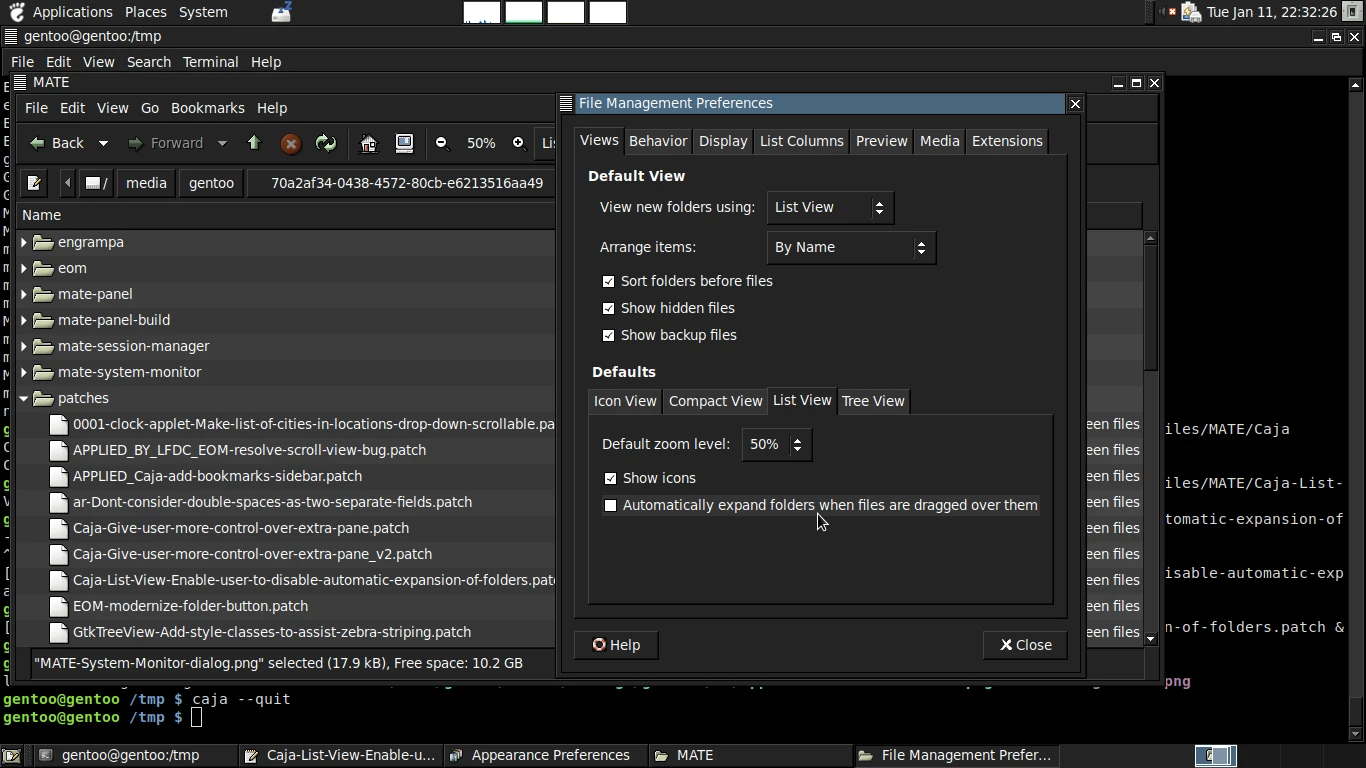 Applications Places System
Tue Jan 11, 22:32:26
gentoo@gentoo:/tmp
File Edit View Search Terminal Help
MATE
File Edit View Go Bookmarks Help
Back Forward 50%
/ media gentoo 70a2af34-0438-4572-80cb-e6213516aa49
Name
engrampa
eom
mate-panel
mate-panel-build
mate-session-manager
mate-system-monitor
patches
0001-clock-applet-Make-list-of-cities-in-locations-drop-down-scrollable.pa
APPLIED_BY_LFDC_EOM-resolve-scroll-view-bug.patch
APPLIED_Caja-add-bookmarks-sidebar.patch
ar-Dont-consider-double-spaces-as-two-separate-fields.patch
Caja-Give-user-more-control-over-extra-pane.patch
Caja-Give-user-more-control-over-extra-pane_v2.patch
Caja-List-View-Enable-user-to-disable-automatic-expansion-of-folders.pat
EOM-modernize-folder-button.patch
GtkTreeView-Add-style-classes-to-assist-zebra-striping.patch
"MATE-System-Monitor-dialog.png" selected (17.9 kB), Free space: 10.2 GB
File Management Preferences
Views Behavior Display List Columns Preview Media Extensions
Default View
View new folders using: List View
Arrange items: By Name
Sort folders before files
Show hidden files
Show backup files
Defaults
Icon View Compact View List View Tree View
Default zoom level: 50%
Show icons
Automatically expand folders when files are dragged over them
Help Close
een files
een files
een files
een files
een files
een files
een files
een files
een files
iles/MATE/Caja
iles/MATE/Caja-List-
tomatic-expansion-of
isable-automatic-exp
n-of-folders.patch &
png
gentoo@gentoo /tmp $ caja --quit
gentoo@gentoo /tmp $
gentoo@gentoo:/tmp
Caja-List-View-Enable-u...
Appearance Preferences
MATE
File Management Prefer...